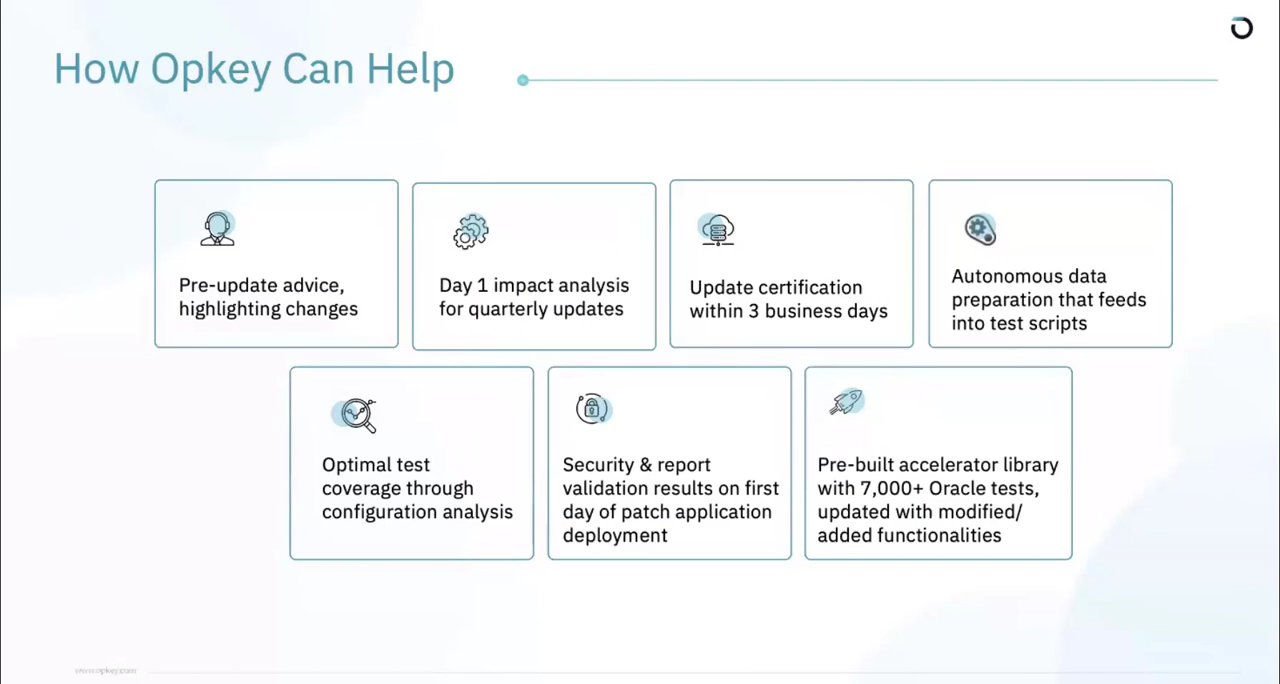 How Opkey Can Help
Pre-update advice,
highlighting changes
Day 1 impact analysis
for quarterly updates
Update certification
within 3 business days
Autonomous data
preparation that feeds
into test scripts
Optimal test
coverage through
configuration analysis
Security & report
validation results on first
day of patch application
deployment
Pre-built accelerator library
with 7,000+ Oracle tests,
updated with modified/
added functionalities
www.opkey.com